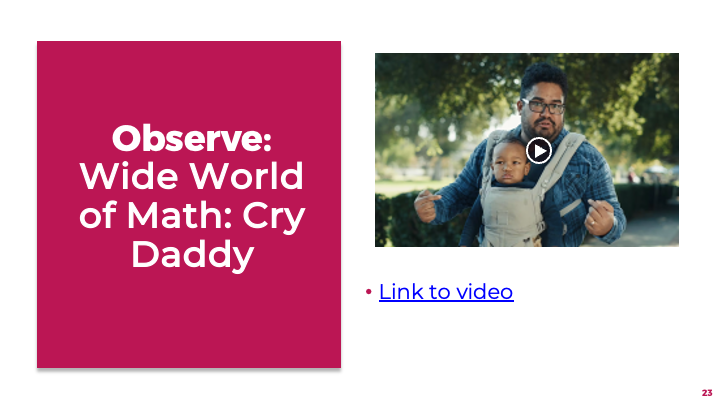 Observe:
Wide World
of Math: Cry
Daddy
• Link to video
23